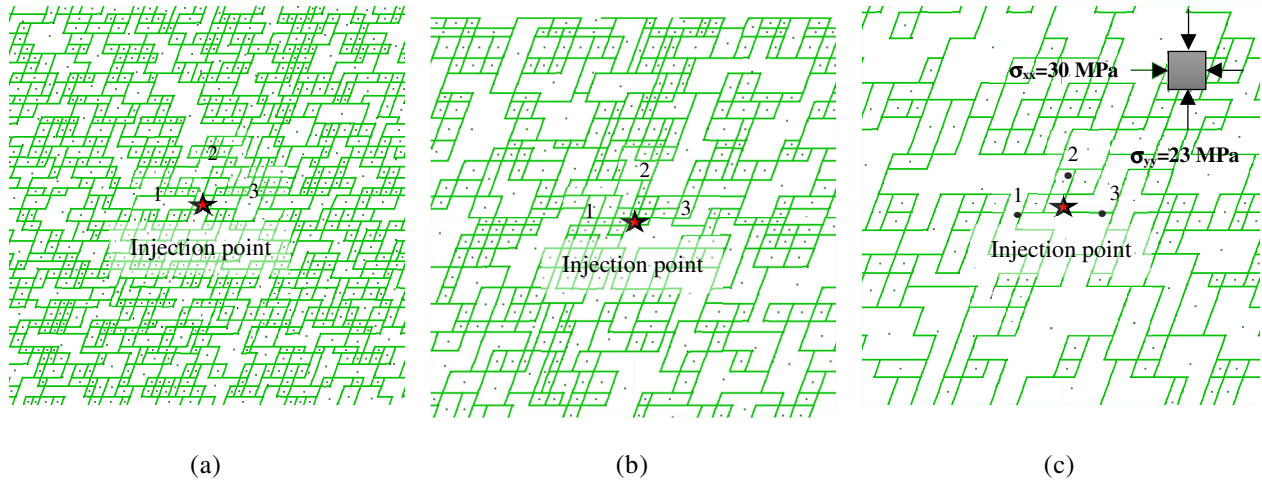 2
1
3
Injection point
(a)
2
1
3
Injection point
(b)
σxx=30 MPa
σyy=23 MPa
2
1
3
Injection point
(c)